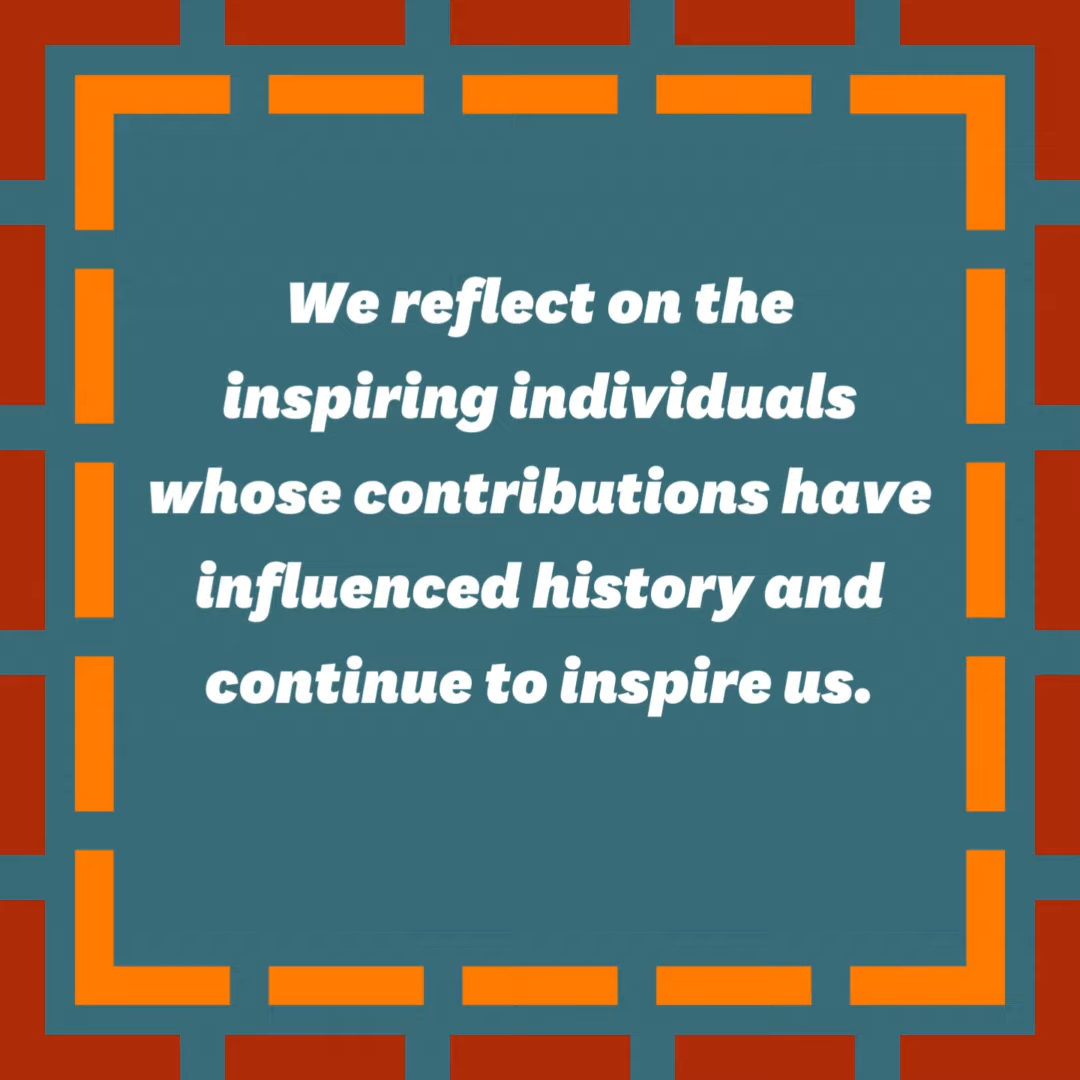 We reflect on the
inspiring individuals
whose contributions have
influenced history and
continue to inspire us.